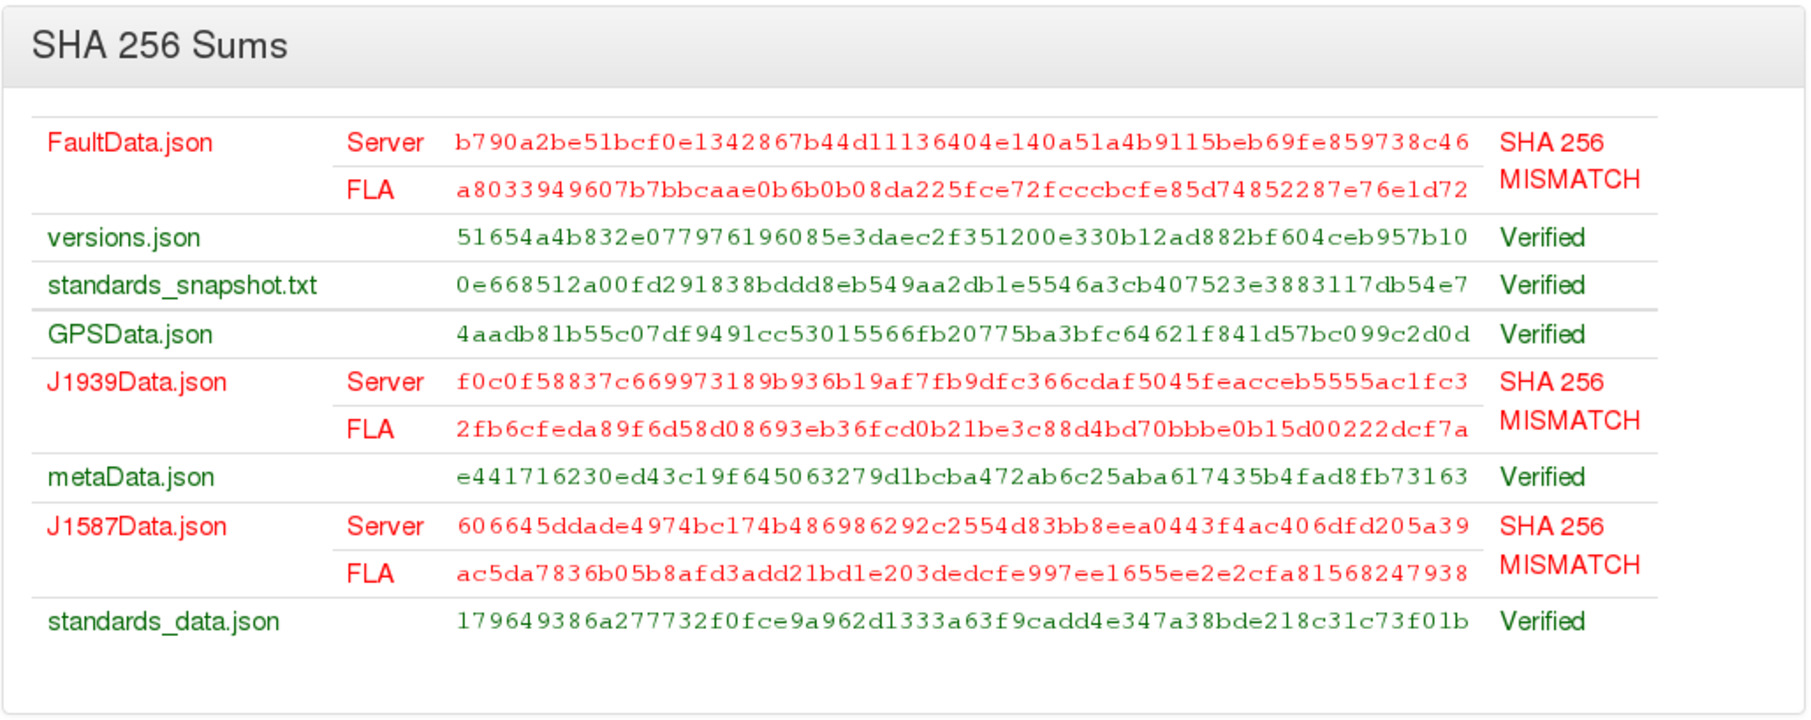 SHA 256 Sums
FaultData.json Server b790a2be51bcf0e1342867b44d11136404e140a51a4b9115beb69fe859738c46 SHA 256
MISMATCH
FLA a8033949607b7bbcaae0b6b0b08da225fce72fcccbcfe85d74852287e76e1d72
versions.json 51654a4b832e077976196085e3daec2f351200e330b12ad882bf604ceb957b10 Verified
standards_snapshot.txt 0e668512a00fd291838bddd8eb549aa2db1e5546a3cb407523e3883117db54e7 Verified
GPSData.json 4aadb81b55c07df9491cc53015566fb20775ba3bfc64621f841d57bc099c2d0d Verified
J1939Data.json Server f0c0f58837c669973189b936b19af7fb9dfc366cdaf5045feacceb5555ac1fc3 SHA 256
MISMATCH
FLA 2fb6cfeda89f6d58d08693eb36fcd0b21be3c88d4bd70bbbe0b15d00222dcf7a
metaData.json e441716230ed43c19f645063279d1bcba472ab6c25aba617435b4fad8fb73163 Verified
J1587Data.json Server 606645ddade4974bc174b486986292c2554d83bb8eea0443f4ac406dfd205a39 SHA 256
MISMATCH
FLA ac5da7836b05b8afd3add21bd1e203dedcfe997ee1655ee2e2cfa81568247938
standards_data.json 179649386a277732f0fce9a962d1333a63f9cadd4e347a38bde218c31c73f01b Verified